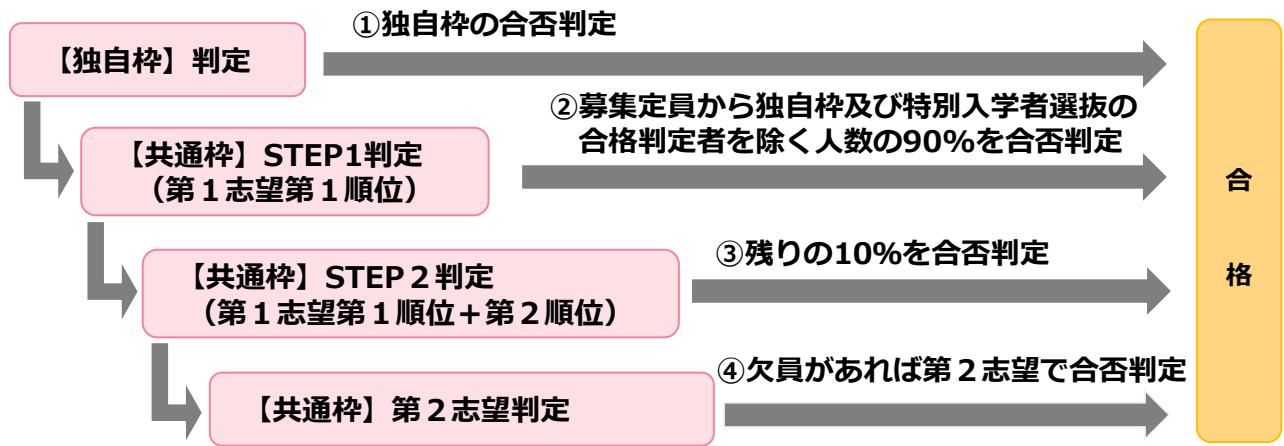 ①独自枠の合否判定
【独自枠】判定
②募集定員から独自枠及び特別入学者選抜の
合格判定者を除く人数の90%を合否判定
【共通枠】STEP1判定
（第１志望第１順位）
③残りの10%を合否判定
【共通枠】STEP２判定
（第１志望第１順位＋第２順位）
④欠員があれば第２志望で合否判定
【共通枠】第２志望判定
合
格